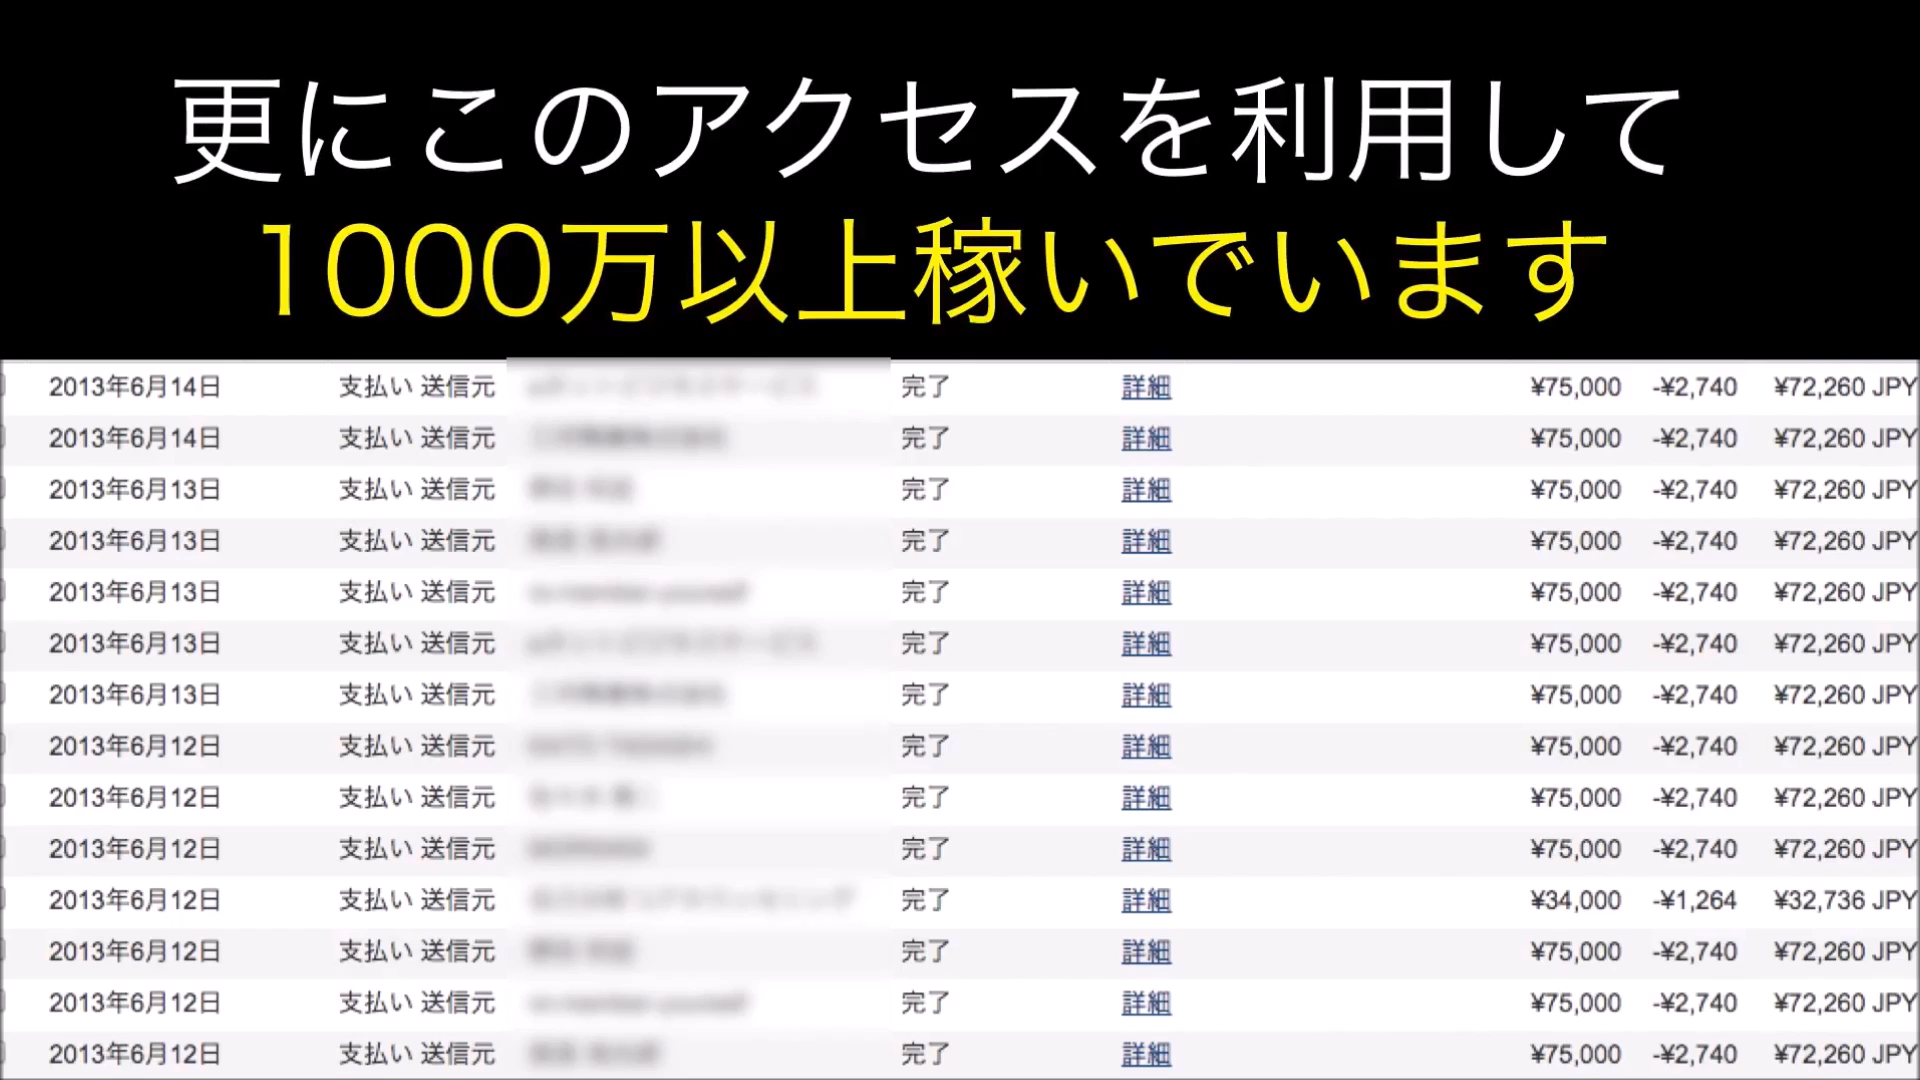 更にこのアクセスを利用して
1000万以上稼いでいます
2013年6月14日 支払い 送信元 完了 詳細 ¥75,000 -¥2,740 ¥72,260 JPY
2013年6月14日 支払い 送信元 完了 詳細 ¥75,000 -¥2,740 ¥72,260 JPY
2013年6月13日 支払い 送信元 完了 詳細 ¥75,000 -¥2,740 ¥72,260 JPY
2013年6月13日 支払い 送信元 完了 詳細 ¥75,000 -¥2,740 ¥72,260 JPY
2013年6月13日 支払い 送信元 完了 詳細 ¥75,000 -¥2,740 ¥72,260 JPY
2013年6月13日 支払い 送信元 完了 詳細 ¥75,000 -¥2,740 ¥72,260 JPY
2013年6月13日 支払い 送信元 完了 詳細 ¥75,000 -¥2,740 ¥72,260 JPY
2013年6月12日 支払い 送信元 完了 詳細 ¥75,000 -¥2,740 ¥72,260 JPY
2013年6月12日 支払い 送信元 完了 詳細 ¥75,000 -¥2,740 ¥72,260 JPY
2013年6月12日 支払い 送信元 完了 詳細 ¥75,000 -¥2,740 ¥72,260 JPY
2013年6月12日 支払い 送信元 完了 詳細 ¥34,000 -¥1,264 ¥32,736 JPY
2013年6月12日 支払い 送信元 完了 詳細 ¥75,000 -¥2,740 ¥72,260 JPY
2013年6月12日 支払い 送信元 完了 詳細 ¥75,000 -¥2,740 ¥72,260 JPY
2013年6月12日 支払い 送信元 完了 詳細 ¥75,000 -¥2,740 ¥72,260 JPY